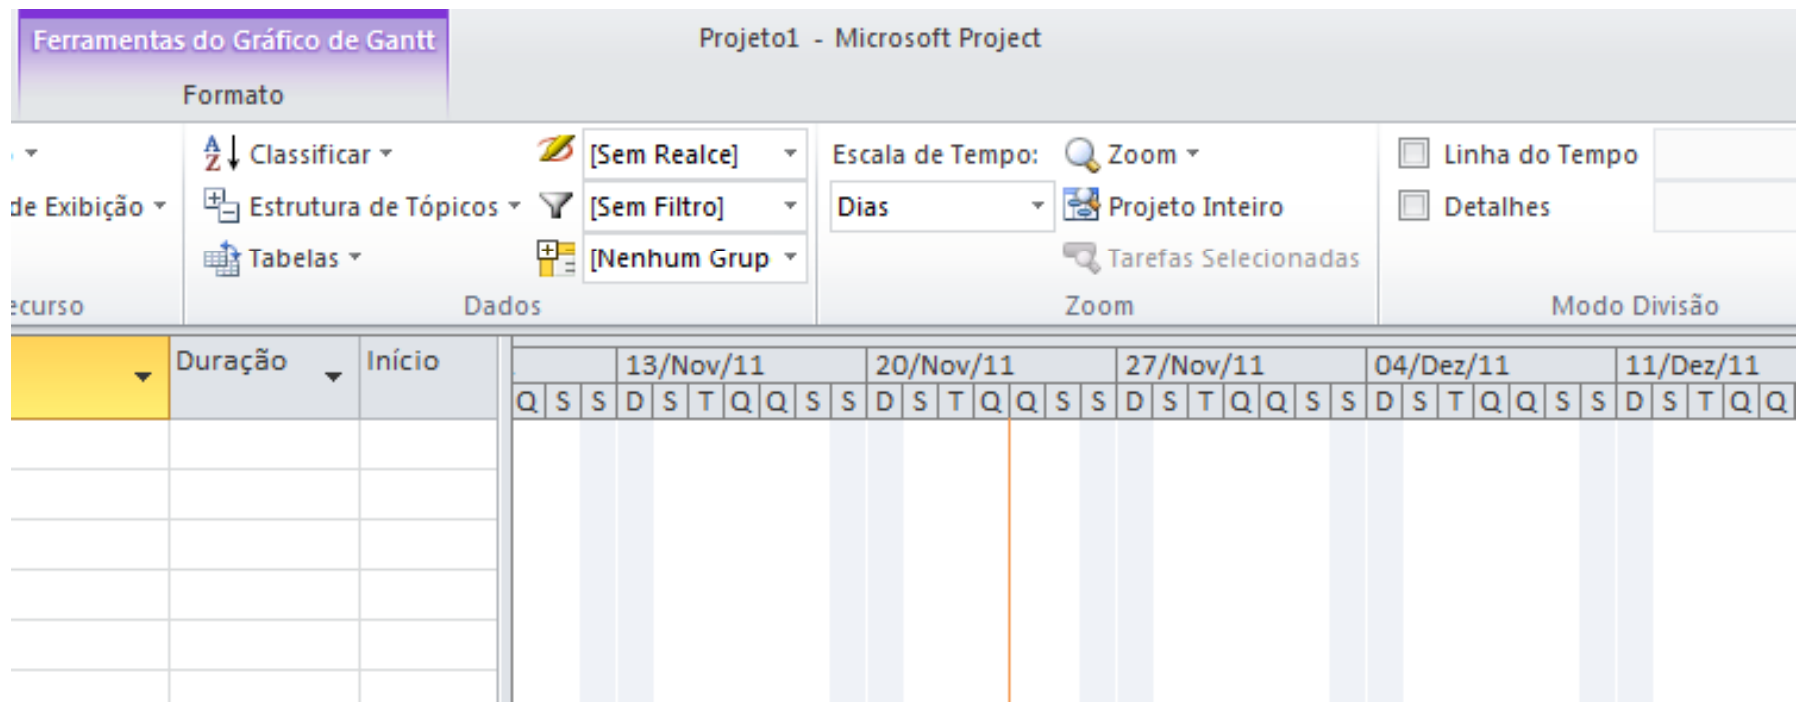 Ferramentas do Gráfico de Gantt
Projeto1 - Microsoft Project
Formato
Classificar
[Sem Realce]
Escala de Tempo:
Zoom
Linha do Tempo
de Exibição
Estrutura de Tópicos
[Sem Filtro]
Dias
Projeto Inteiro
Detalhes
Tabelas
[Nenhum Grup
Tarefas Selecionadas
ecurso
Dados
Zoom
Modo Divisão
Duração
Início
13/Nov/11
20/Nov/11
27/Nov/11
04/Dez/11
11/Dez/11
Q S S D S T Q Q S S D S T Q Q S S D S T Q Q S S D S T Q Q S S D S T Q Q